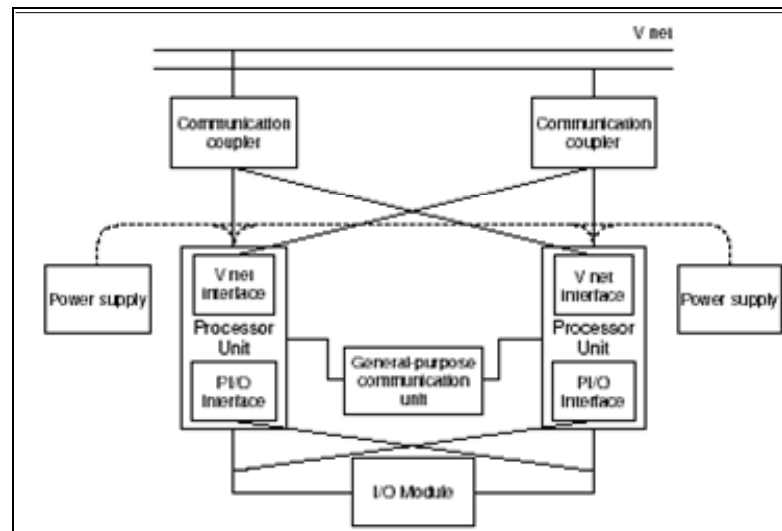 V net
Communication
coupler
Communication
coupler
Power supply
V net
interface
Processor
Unit
PI/O
Interface
General-purpose
communication
unit
V net
interface
Processor
Unit
PI/O
Interface
Power supply
I/O Module